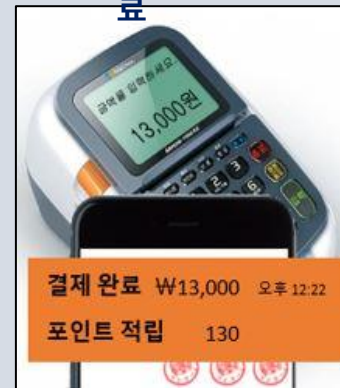 료
금액을 입력하세요.
13,000원
결제 완료 ₩13,000 오후 12:22
포인트 적립 130